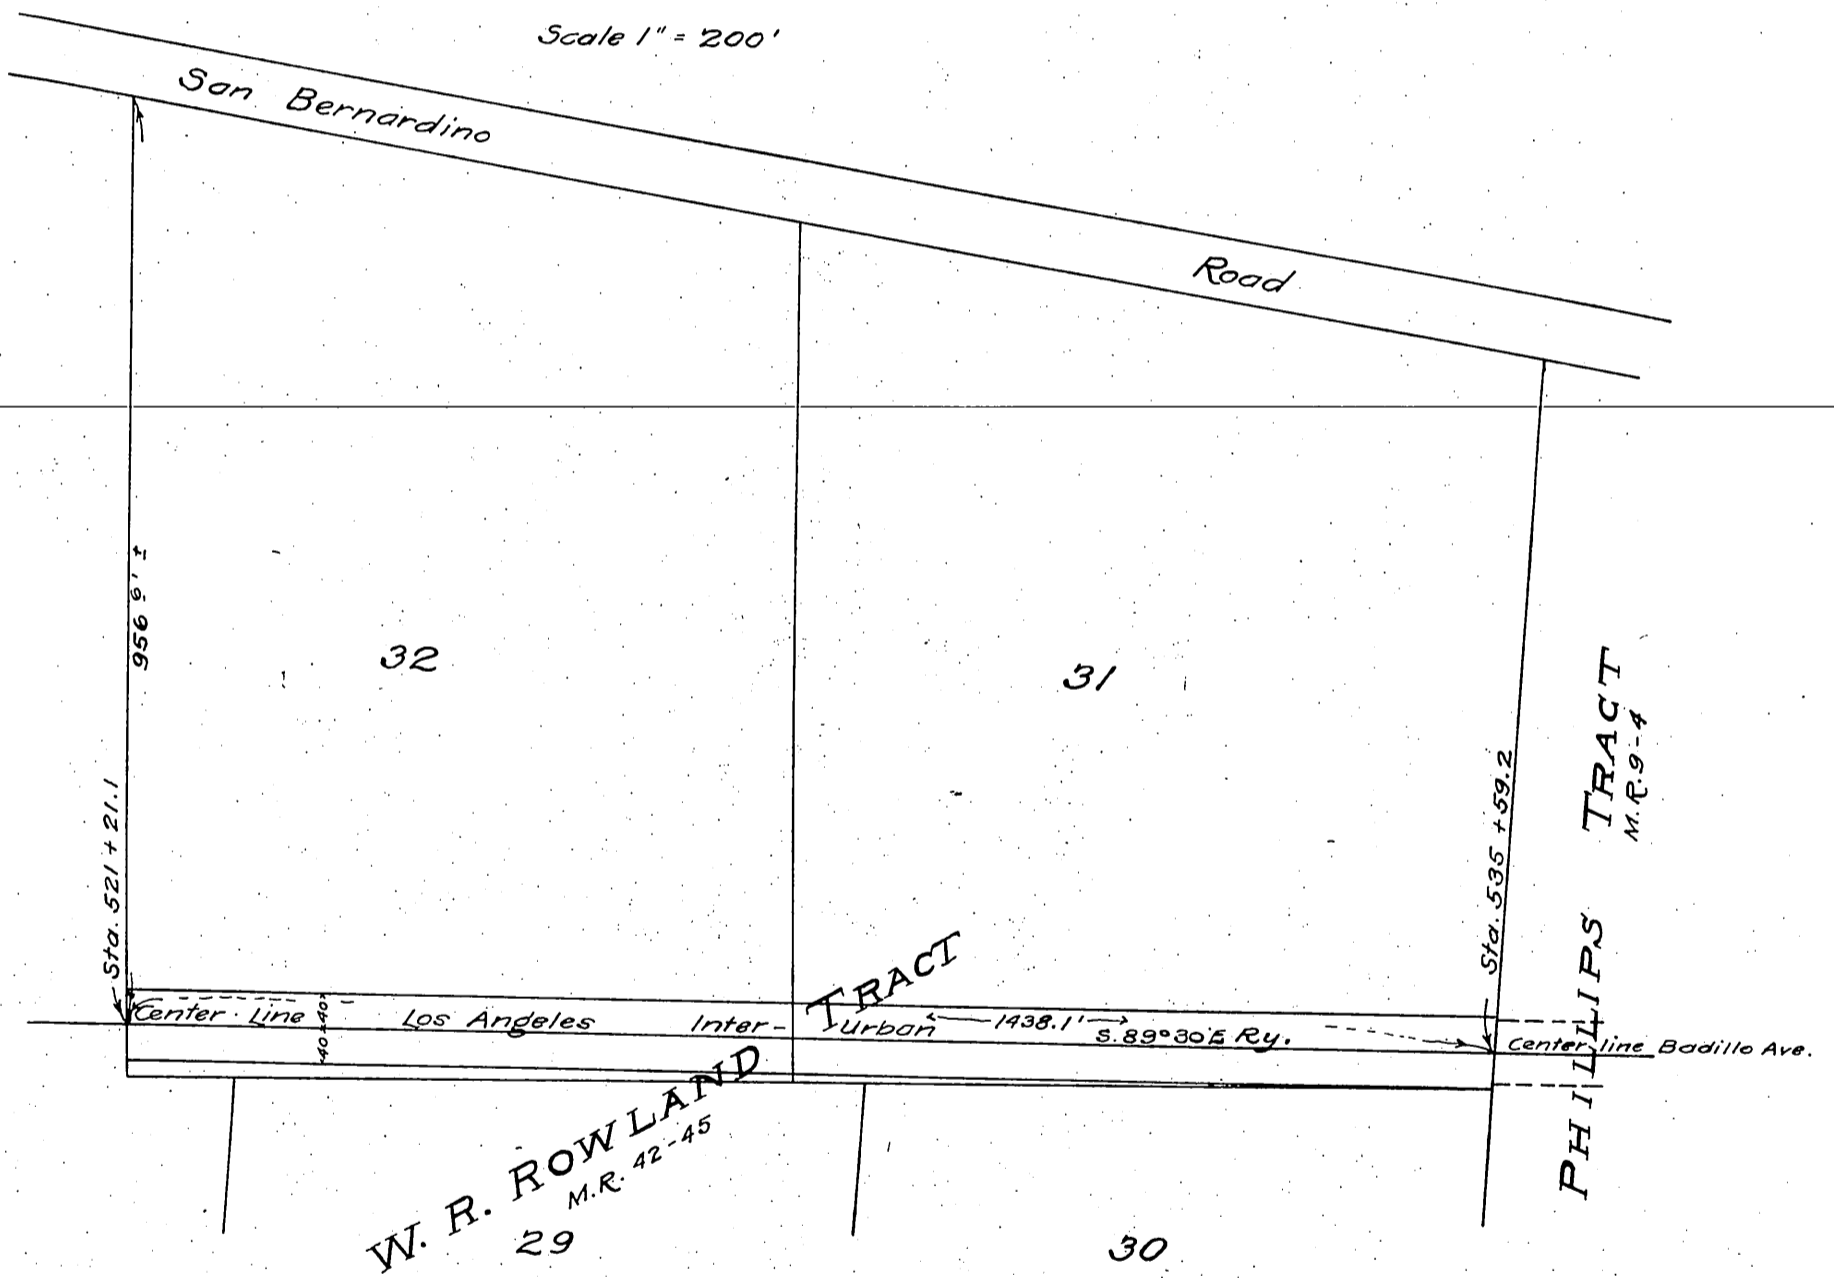 Scale 1" = 200'
San Bernardino Road
956.6' ±
32
31
Sta. 521 + 21.1
Sta. 535 + 59.2
PHILLIPS TRACT
M.R. 9-4
Center Line Los Angeles Inter-urban Ry.
1438.1'
S.89°30'E
40 40
Center line Badillo Ave.
W. R. ROWLAND TRACT
M.R. 42-45
29
30